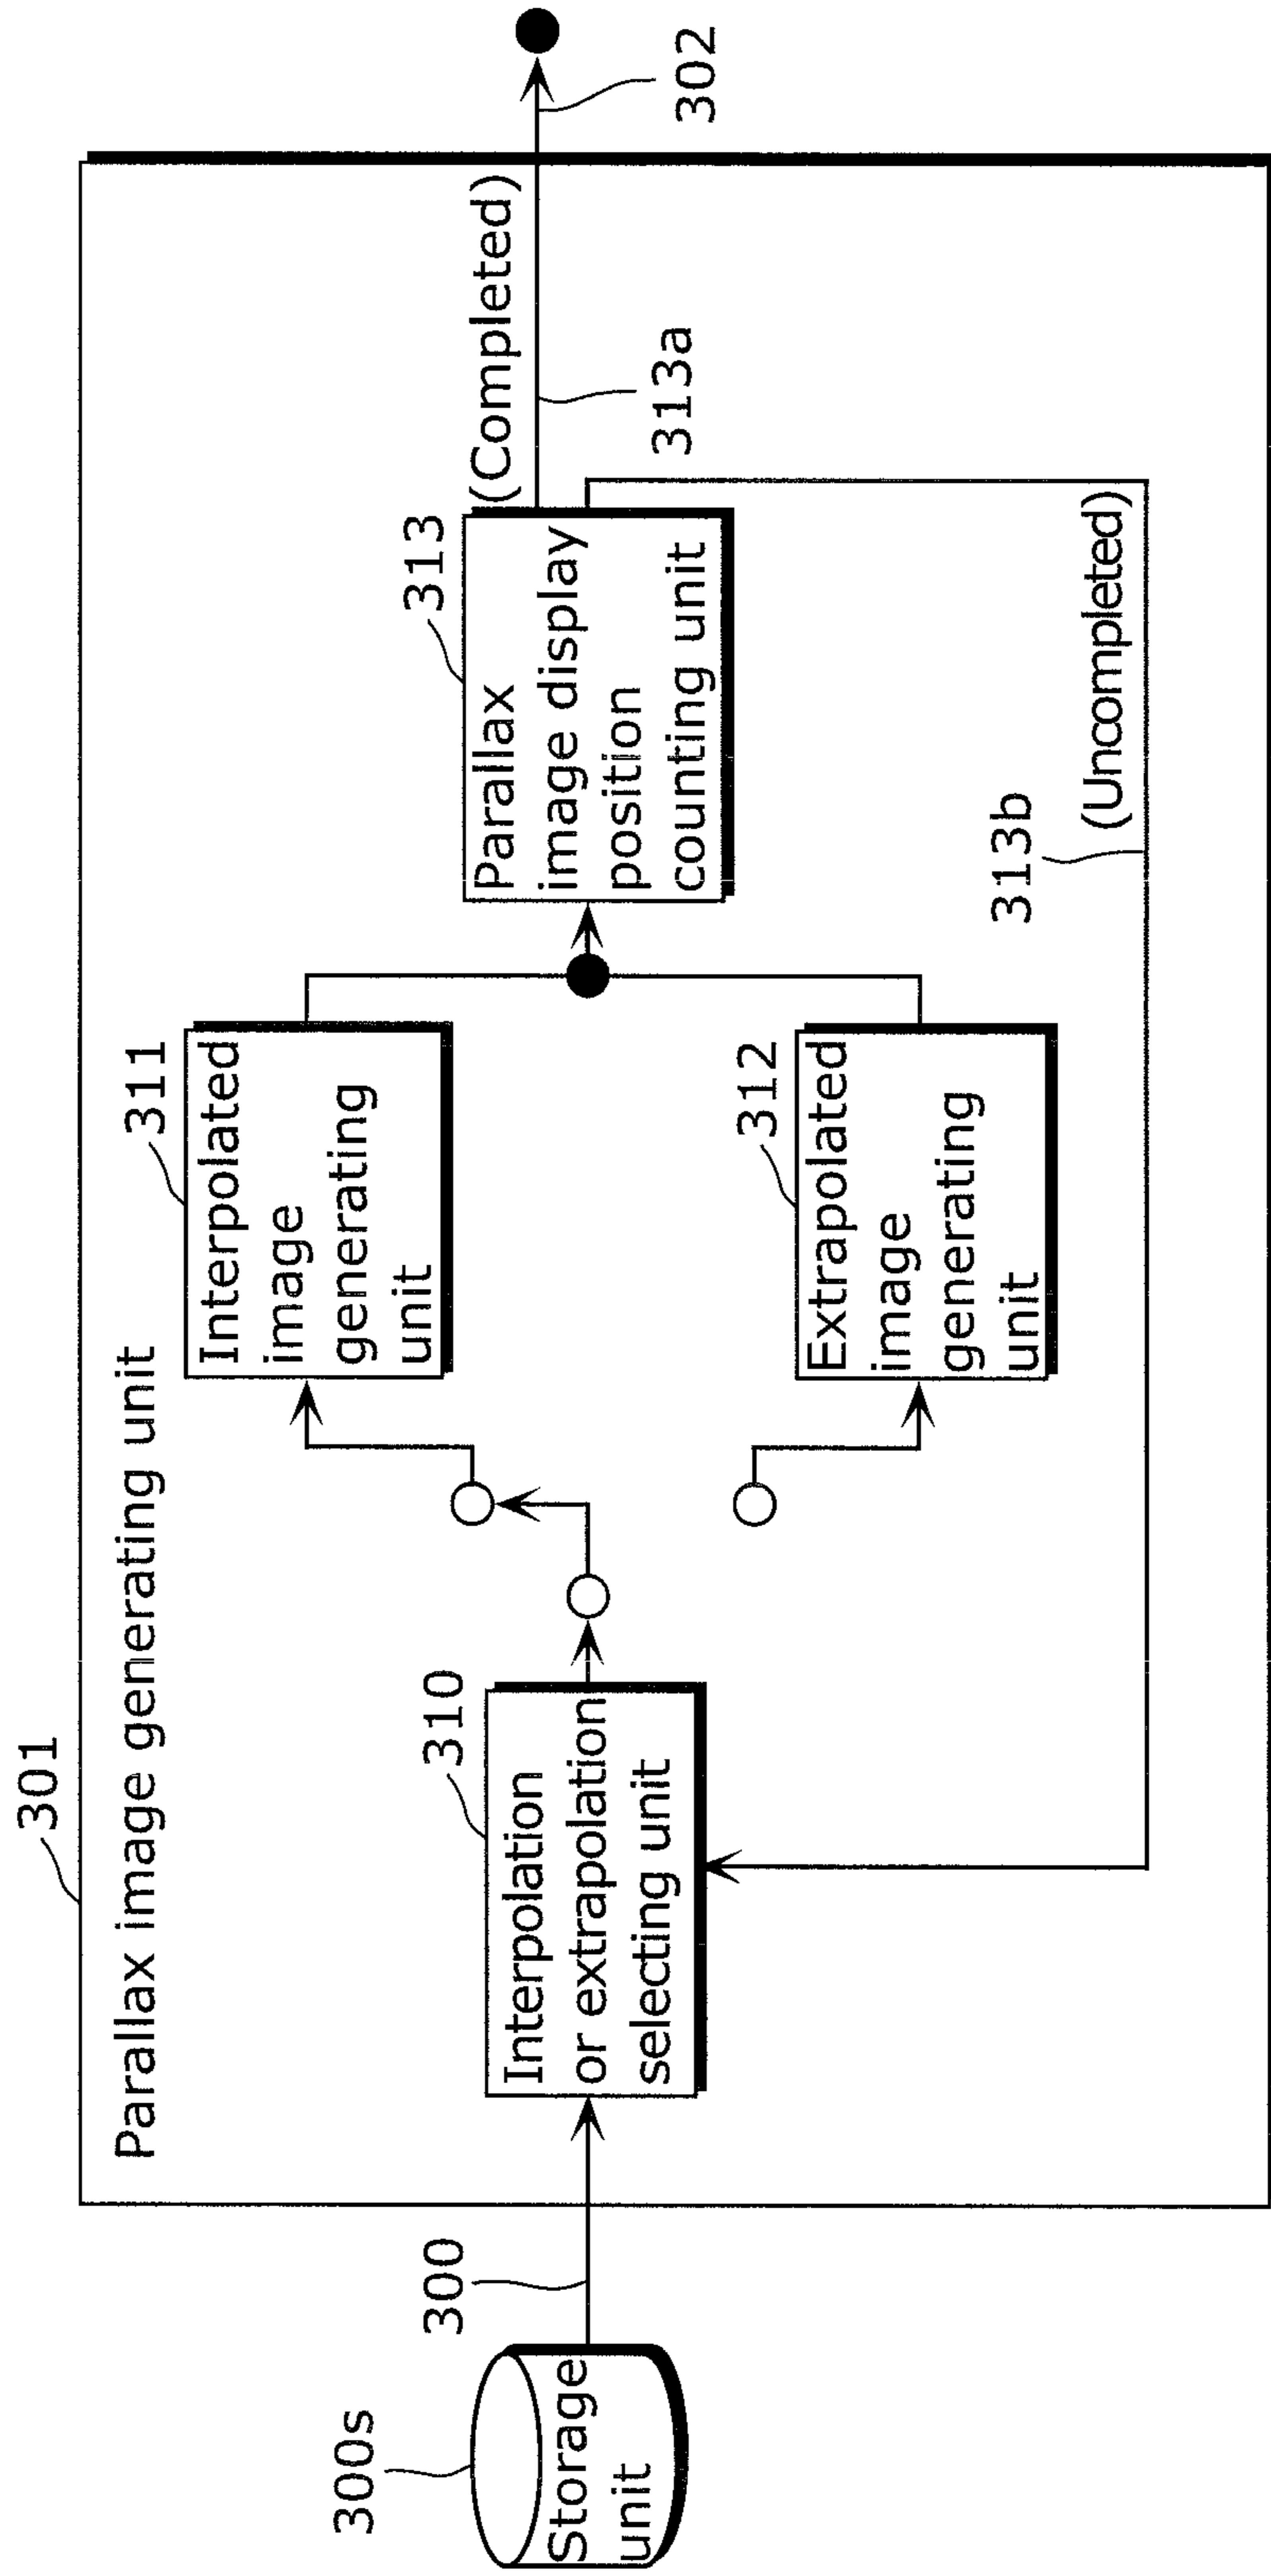 301
Parallax image generating unit
300s
Storage
unit
300
310
Interpolation
or extrapolation
selecting unit
311
Interpolated
image
generating
unit
312
Extrapolated
image
generating
unit
313
Parallax
image display
position
counting unit
(Completed)
313a
302
313b
(Uncompleted)